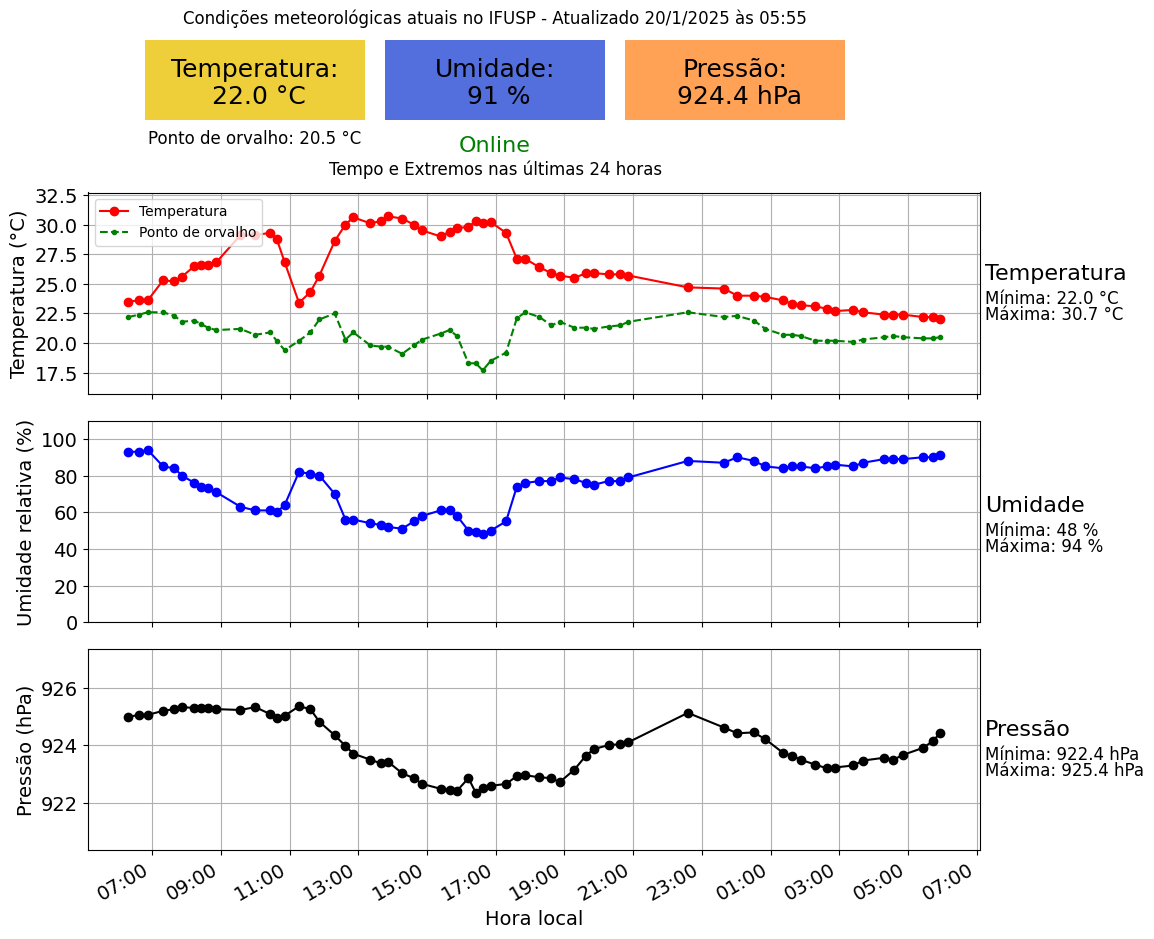 Condições meteorológicas atuais no IFUSP - Atualizado 20/1/2025 às 05:55
Temperatura:
22.0 °C
Umidade:
91 %
Pressão:
924.4 hPa
Ponto de orvalho: 20.5 °C
Online
Tempo e Extremos nas últimas 24 horas
Temperatura (°C)
32.5
30.0
27.5
25.0
22.5
20.0
17.5
Temperatura
Ponto de orvalho
Temperatura
Mínima: 22.0 °C
Máxima: 30.7 °C
Umidade relativa (%)
100
80
60
40
20
0
Umidade
Mínima: 48 %
Máxima: 94 %
Pressão (hPa)
926
924
922
Pressão
Mínima: 922.4 hPa
Máxima: 925.4 hPa
07:00 09:00 11:00 13:00 15:00 17:00 19:00 21:00 23:00 01:00 03:00 05:00 07:00
Hora local